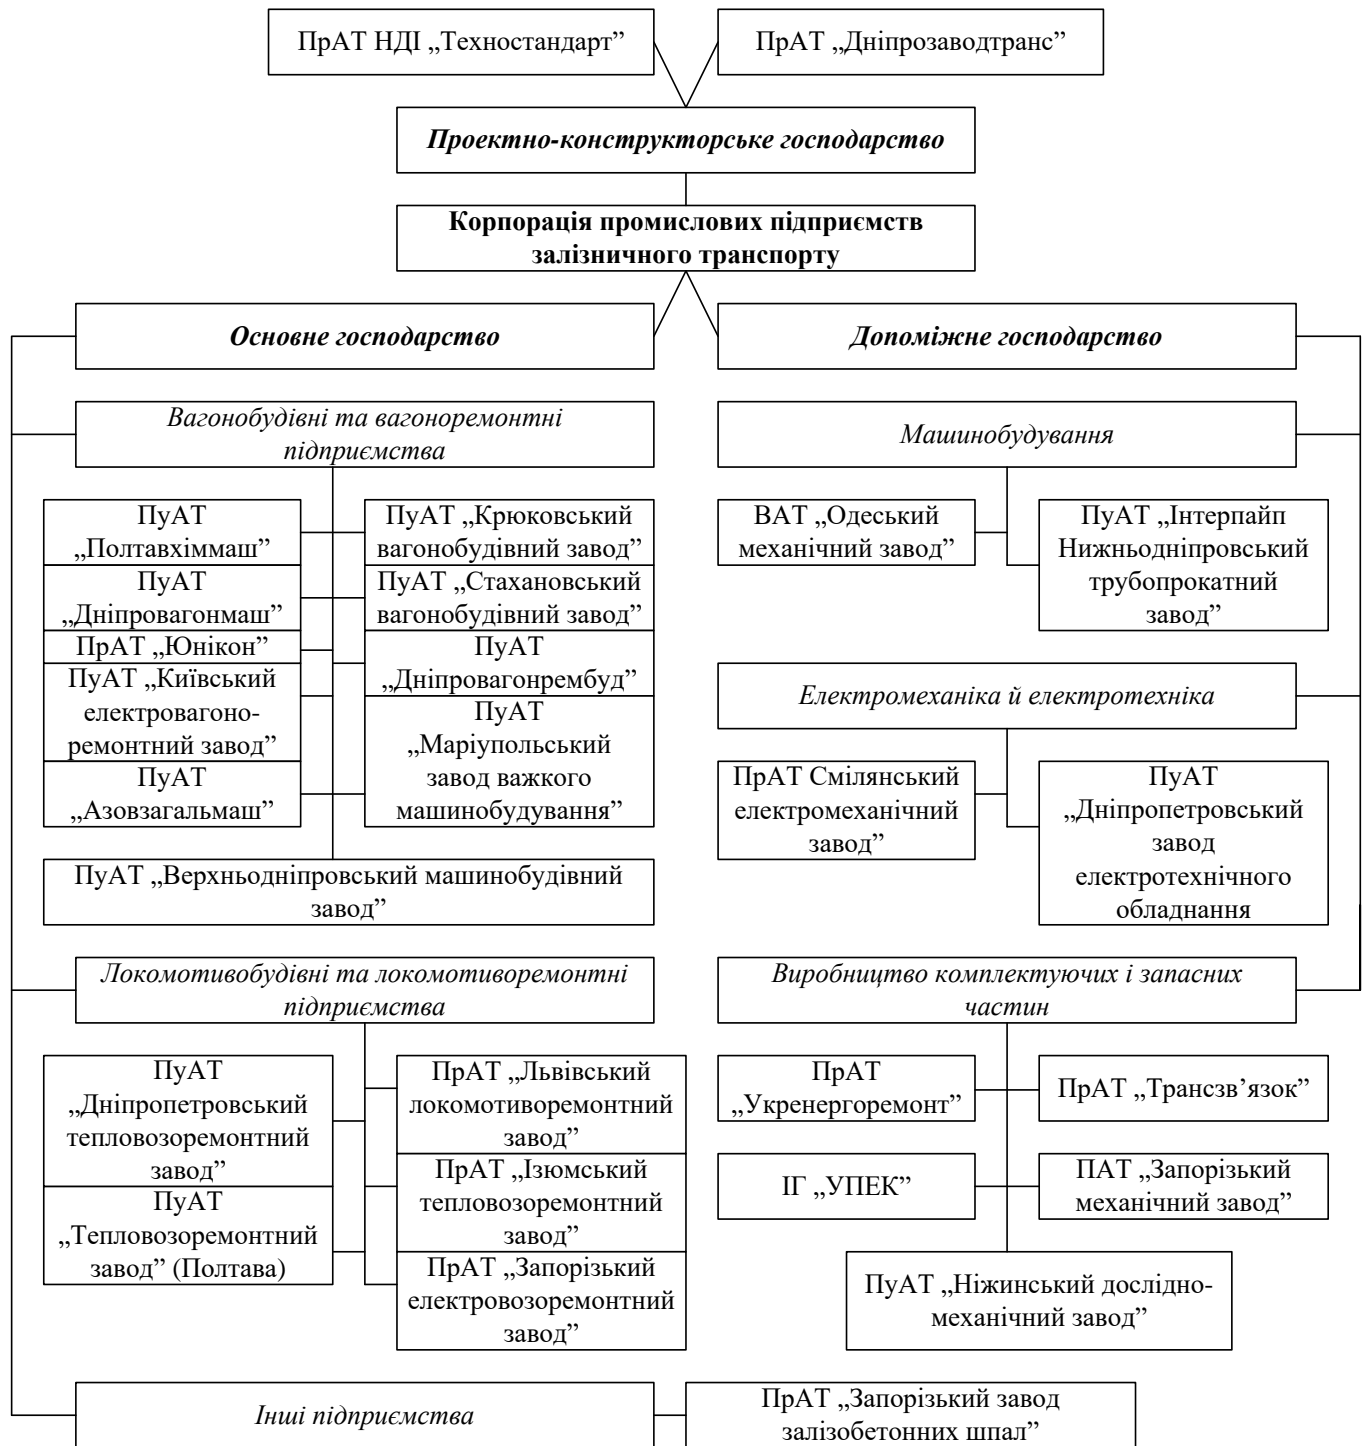 ПрАТ НДІ „Техностандарт”
ПрАТ „Дніпрозаводтранс”
Проектно-конструкторське господарство
Корпорація промислових підприємств
залізничного транспорту
Основне господарство
Допоміжне господарство
Вагонобудівні та вагоноремонтні
підприємства
ПуАТ
„Полтавхіммаш”
ПуАТ „Крюковський
вагонобудівний завод”
ПуАТ
„Дніпровагонмаш”
ПуАТ „Стахановський
вагонобудівний завод”
ПрАТ „Юнікон”
ПуАТ
„Дніпровагонрембуд”
ПуАТ „Київський
електровагоно-
ремонтний завод”
ПуАТ
„Маріупольський
завод важкого
машинобудування”
ПуАТ
„Азовзагальмаш”
ПуАТ „Верхньодніпровський машинобудівний
завод”
Машинобудування
ВАТ „Одеський
механічний завод”
ПуАТ „Інтерпайп
Нижньодніпровський
трубопрокатний
завод”
Електромеханіка й електротехніка
ПрАТ Смілянський
електромеханічний
завод”
ПуАТ
„Дніпропетровський
завод
електротехнічного
обладнання
Локомотивобудівні та локомотиворемонтні
підприємства
ПуАТ
„Дніпропетровський
тепловозоремонтний
завод”
ПрАТ „Львівський
локомотиворемонтний
завод”
ПуАТ
„Тепловозоремонтний
завод” (Полтава)
ПрАТ „Ізюмський
тепловозоремонтний
завод”
ПрАТ „Запорізький
електровозоремонтний
завод”
Виробництво комплектуючих і запасних
частин
ПрАТ
„Укренергоремонт”
ПрАТ „Трансзв’язок”
ІГ „УПЕК”
ПАТ „Запорізький
механічний завод”
ПуАТ „Ніжинський дослідно-
механічний завод”
Інші підприємства
ПрАТ „Запорізький завод
залізобетонних шпал”